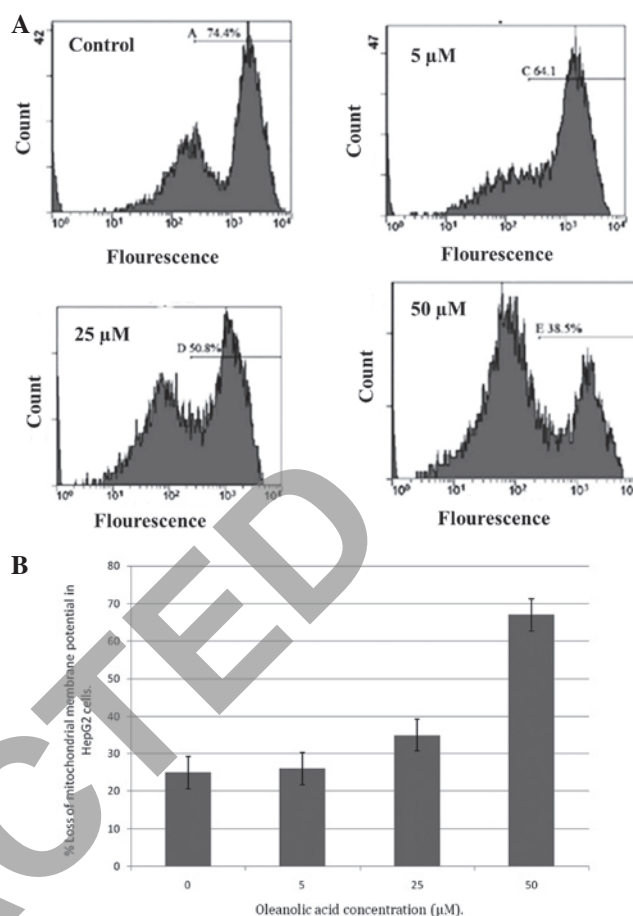 A
Control
A 74.4%
42
Count
10⁰ 10¹ 10² 10³ 10⁴
Flourescence
5 µM
C 64.1
47
Count
10⁰ 10¹ 10² 10³ 10⁴
Flourescence
25 µM
D 50.8%
Count
10⁰ 10¹ 10² 10³ 10⁴
Flourescence
50 µM
E 38.5%
Count
10⁰ 10¹ 10² 10³
Flourescence
B
% Loss of mitochondrial membrane potential in
HepG2 cells.
80
70
60
50
40
30
20
10
0
0 5 25 50
Oleanolic acid concentration (µM).
CTED